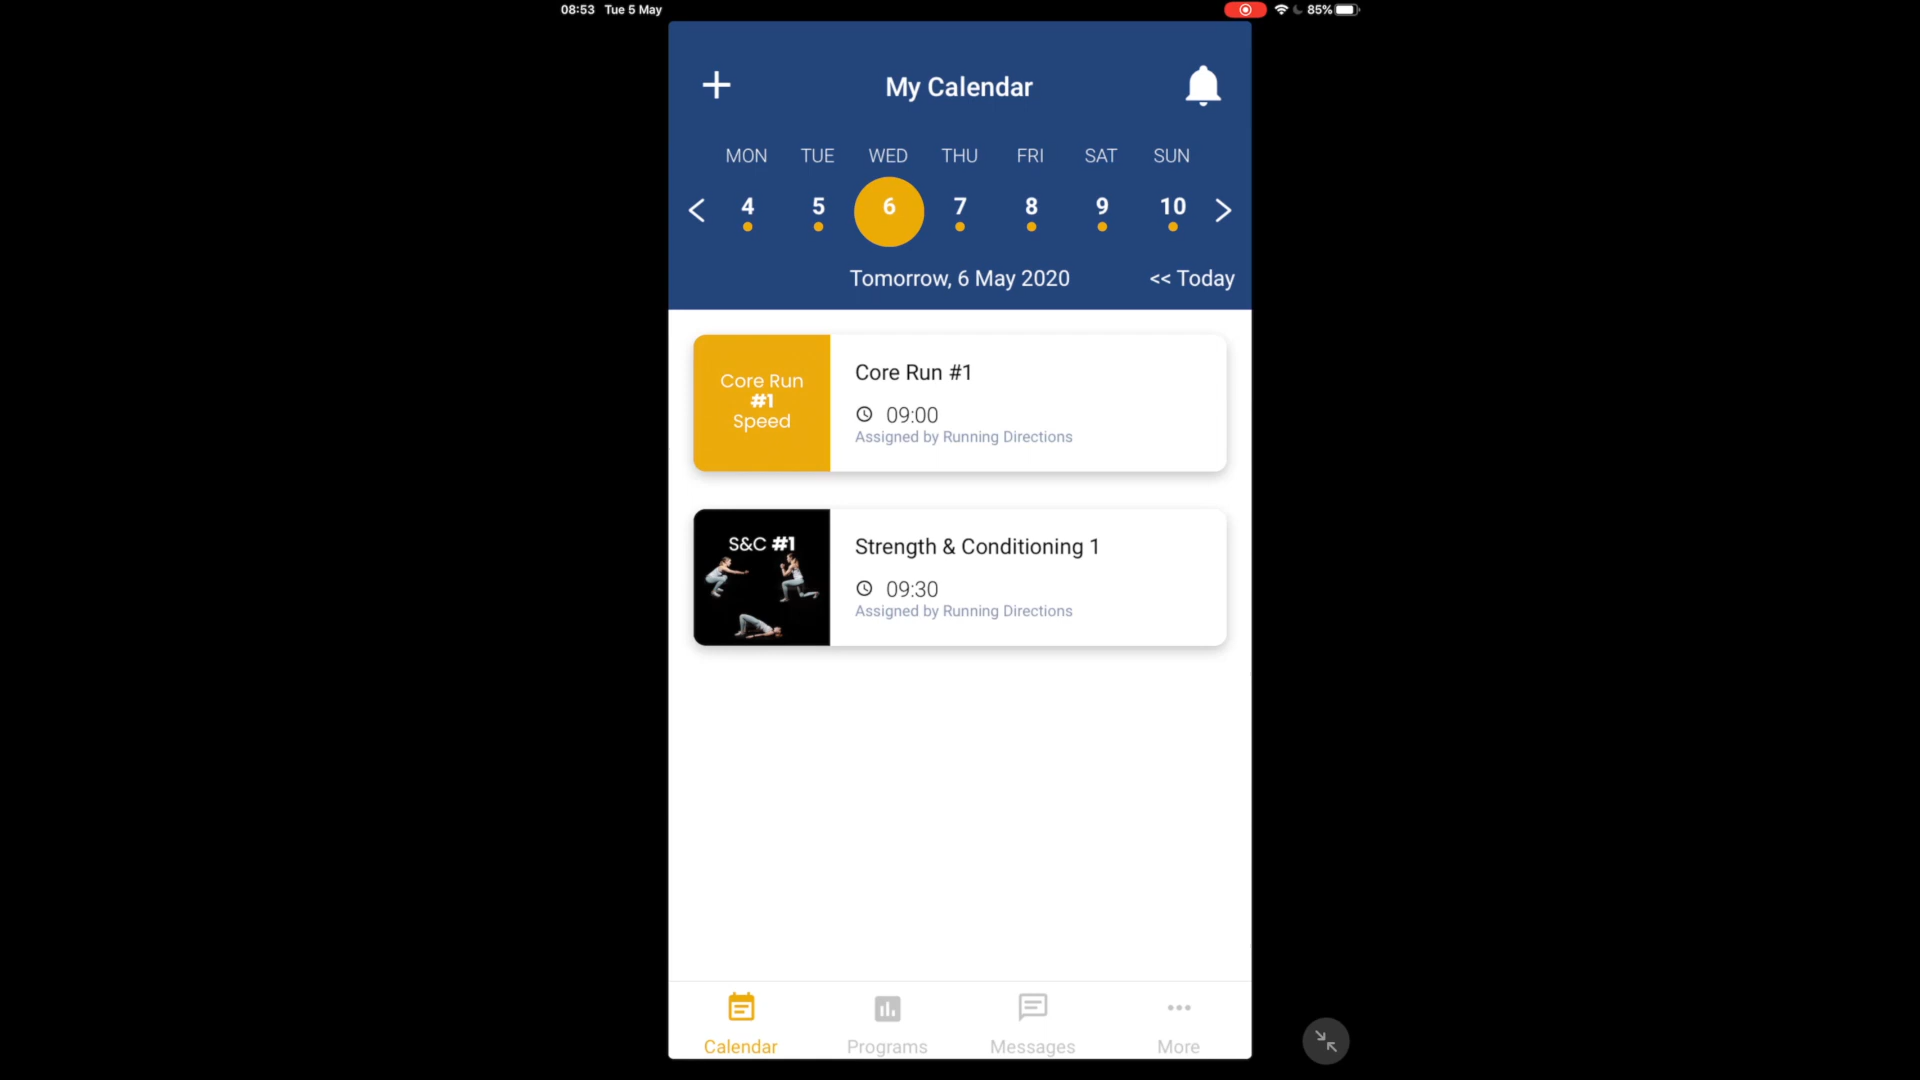 08:53 Tue 5 May
85%
My Calendar
MON TUE WED THU FRI SAT SUN
4 5 6 7 8 9 10
Tomorrow, 6 May 2020 << Today
Core Run
#1
Speed
Core Run #1
09:00
Assigned by Running Directions
S&C #1
Strength & Conditioning 1
09:30
Assigned by Running Directions
Calendar Programs Messages More